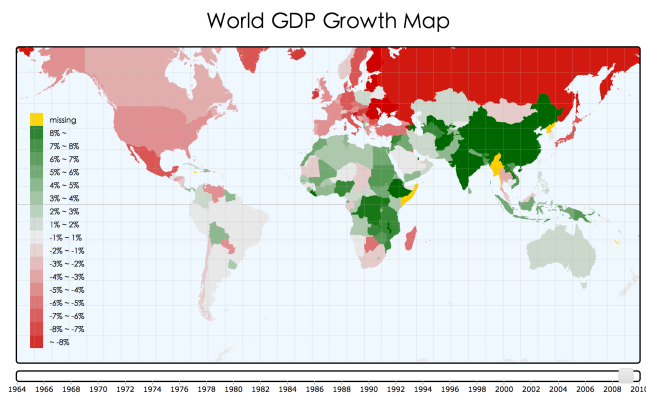 World GDP Growth Map
missing
8% ~
7% ~ 8%
6% ~ 7%
5% ~ 6%
4% ~ 5%
3% ~ 4%
2% ~ 3%
1% ~ 2%
-1% ~ 1%
-2% ~ -1%
-3% ~ -2%
-4% ~ -3%
-5% ~ -4%
-6% ~ -5%
-7% ~ -6%
-8% ~ -7%
~ -8%
1964 1966 1968 1970 1972 1974 1976 1978 1980 1982 1984 1986 1988 1990 1992 1994 1996 1998 2000 2002 2004 2006 2008 2010